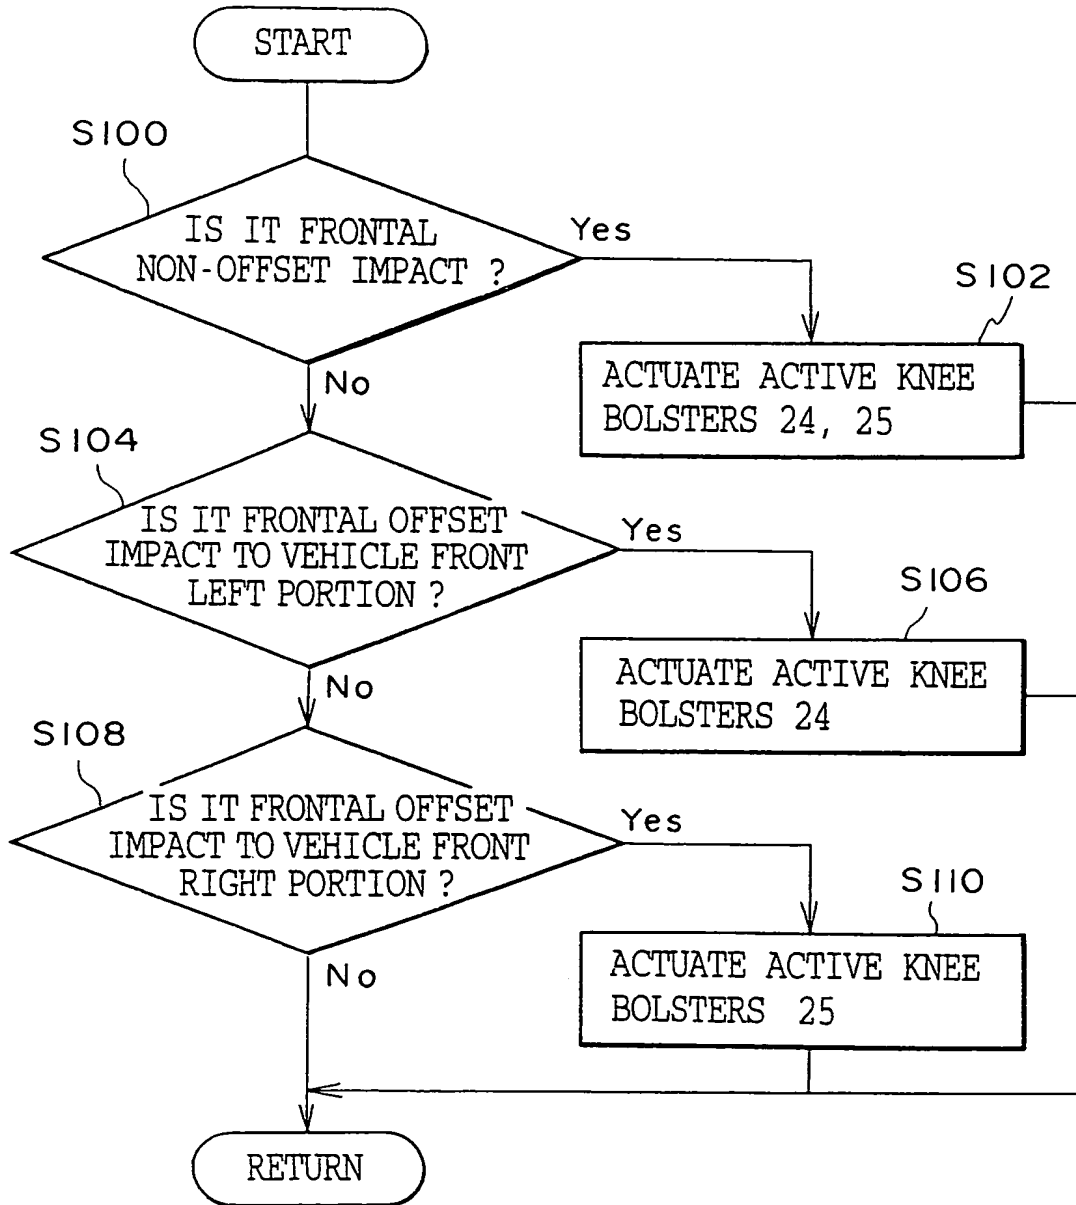 START
S100
IS IT FRONTAL
NON-OFFSET IMPACT ?
Yes
S102
ACTUATE ACTIVE KNEE
BOLSTERS 24, 25
No
S104
IS IT FRONTAL OFFSET
IMPACT TO VEHICLE FRONT
LEFT PORTION ?
Yes
S106
ACTUATE ACTIVE KNEE
BOLSTERS 24
No
S108
IS IT FRONTAL OFFSET
IMPACT TO VEHICLE FRONT
RIGHT PORTION ?
Yes
S110
ACTUATE ACTIVE KNEE
BOLSTERS 25
No
RETURN